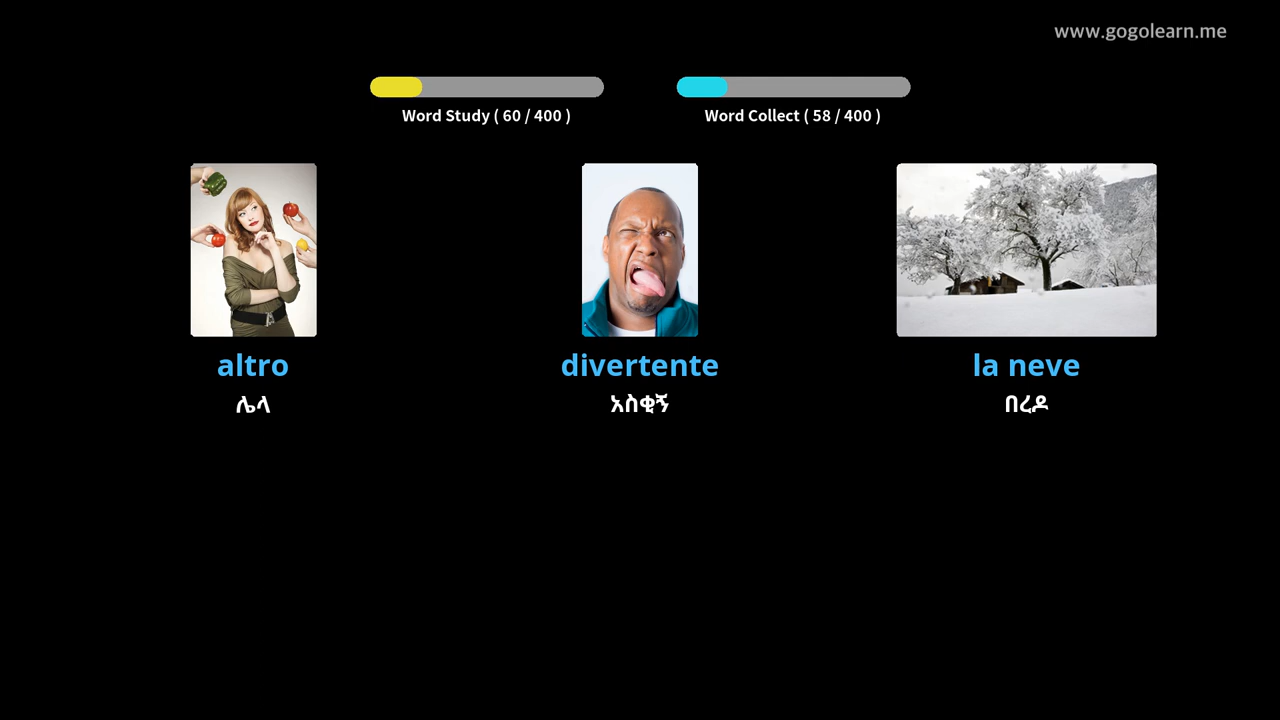 www.gogolearn.me
Word Study ( 60 / 400 )
Word Collect ( 58 / 400 )
altro
ሌላ
divertente
አስቂኝ
la neve
በረዶ